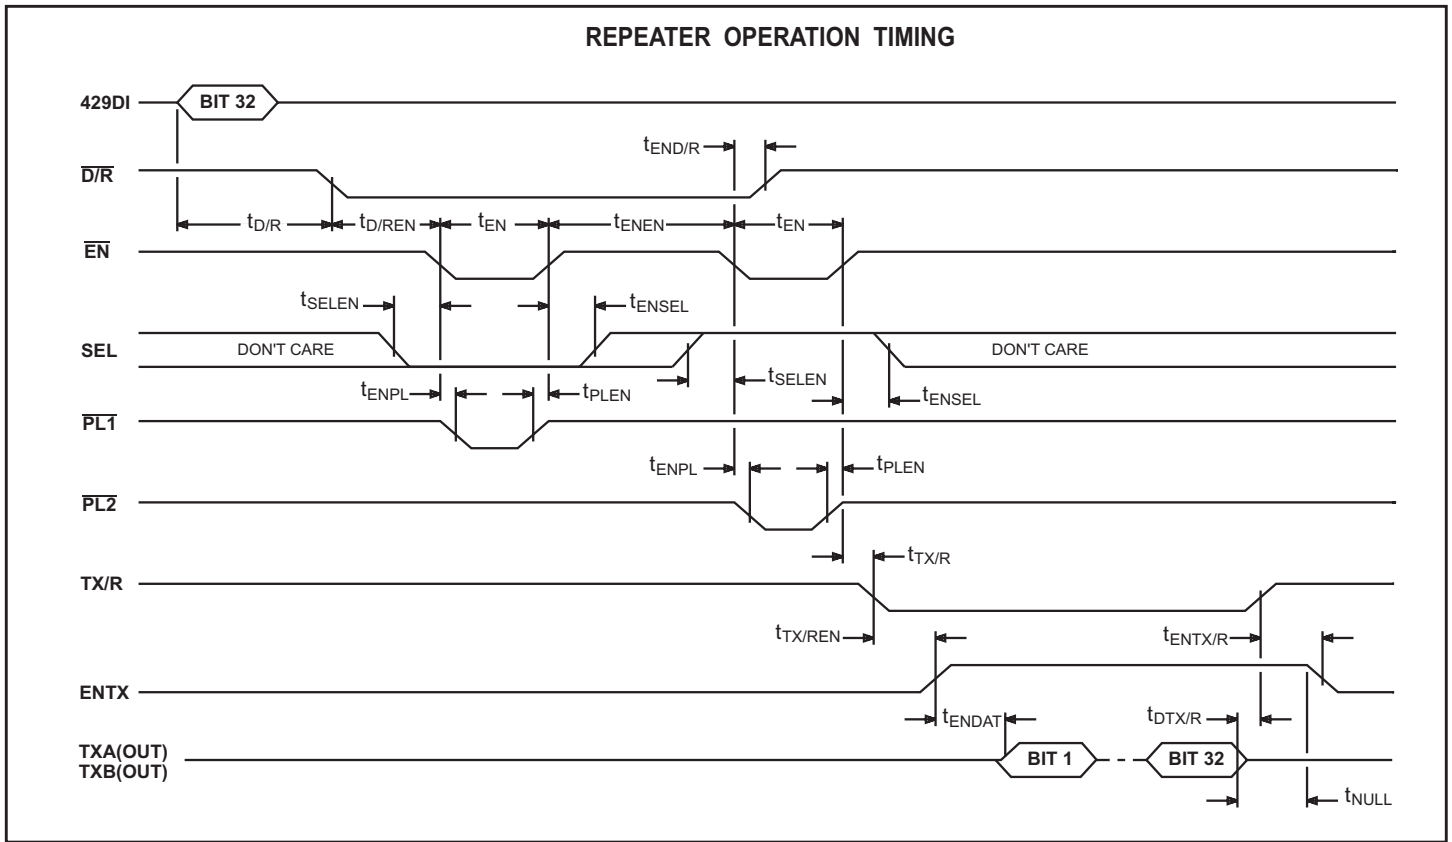 REPEATER OPERATION TIMING
429DI
BIT 32
tEND/R
D/R
tD/R
tD/REN
tEN
tENEN
tEN
EN
tSELEN
tENSEL
SEL
DON'T CARE
DON'T CARE
tSELEN
tENPL
tPLEN
tENSEL
PL1
tENPL
tPLEN
PL2
tTX/R
TX/R
tTX/REN
tENTX/R
ENTX
tENDAT
tDTX/R
TXA(OUT)
TXB(OUT)
BIT 1
BIT 32
tNULL